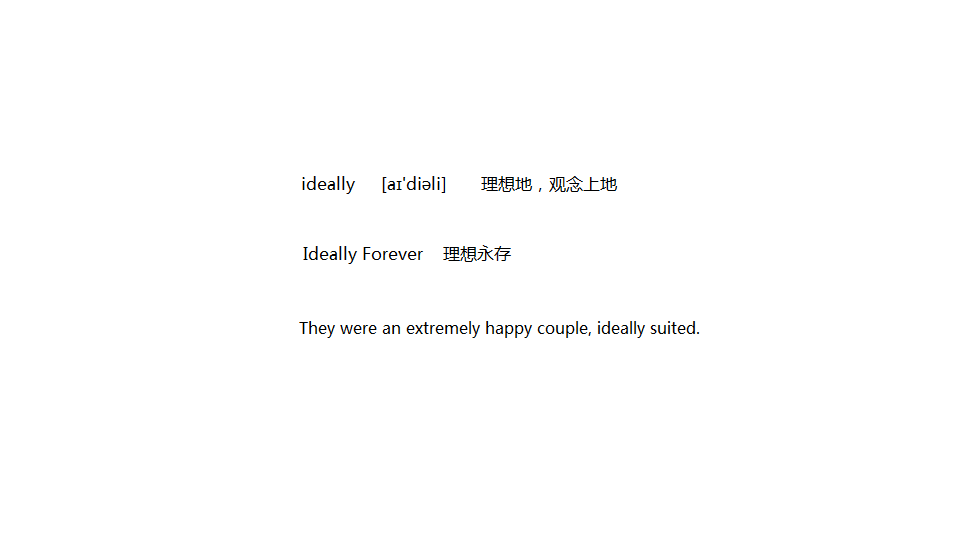 ideally [aɪˈdiəli] 理想地，观念上地
Ideally Forever 理想永存
They were an extremely happy couple, ideally suited.